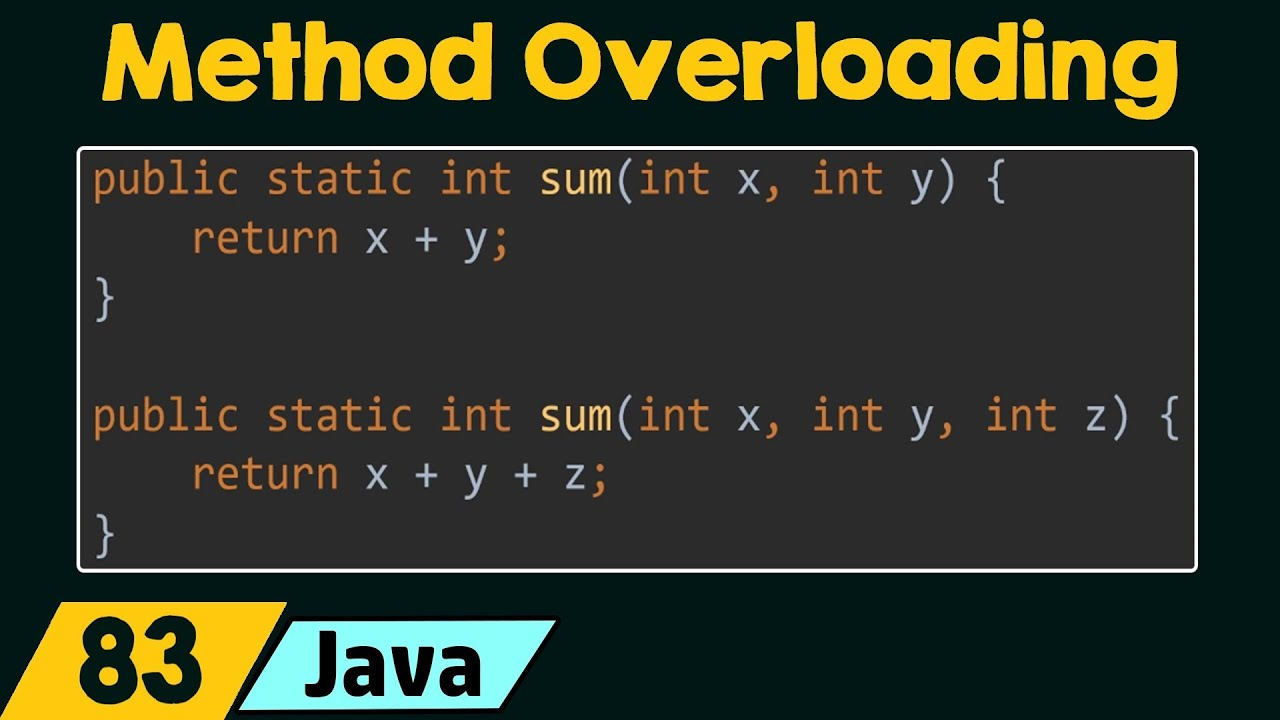 Method Overloading
public static int sum(int x, int y) {
    return x + y;
}
public static int sum(int x, int y, int z) {
    return x + y + z;
}
83
Java